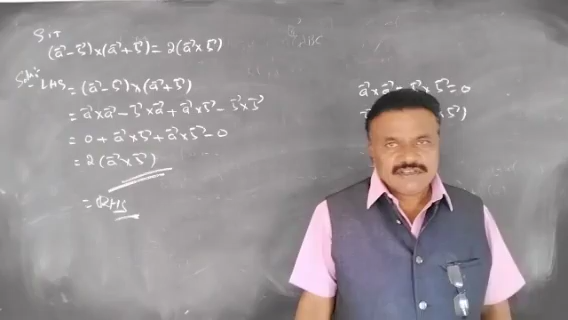 S.T
(a⃗ - b⃗) × (a⃗ + b⃗) = 2(a⃗ × b⃗)
Soln:- LHS = (a⃗ - b⃗) × (a⃗ + b⃗)
= a⃗ × a⃗ - b⃗ × a⃗ + a⃗ × b⃗ - b⃗ × b⃗
= 0 + a⃗ × b⃗ + a⃗ × b⃗ - 0
= 2(a⃗ × b⃗)
= RHS
a⃗ × a⃗ = b⃗ × b⃗ = 0